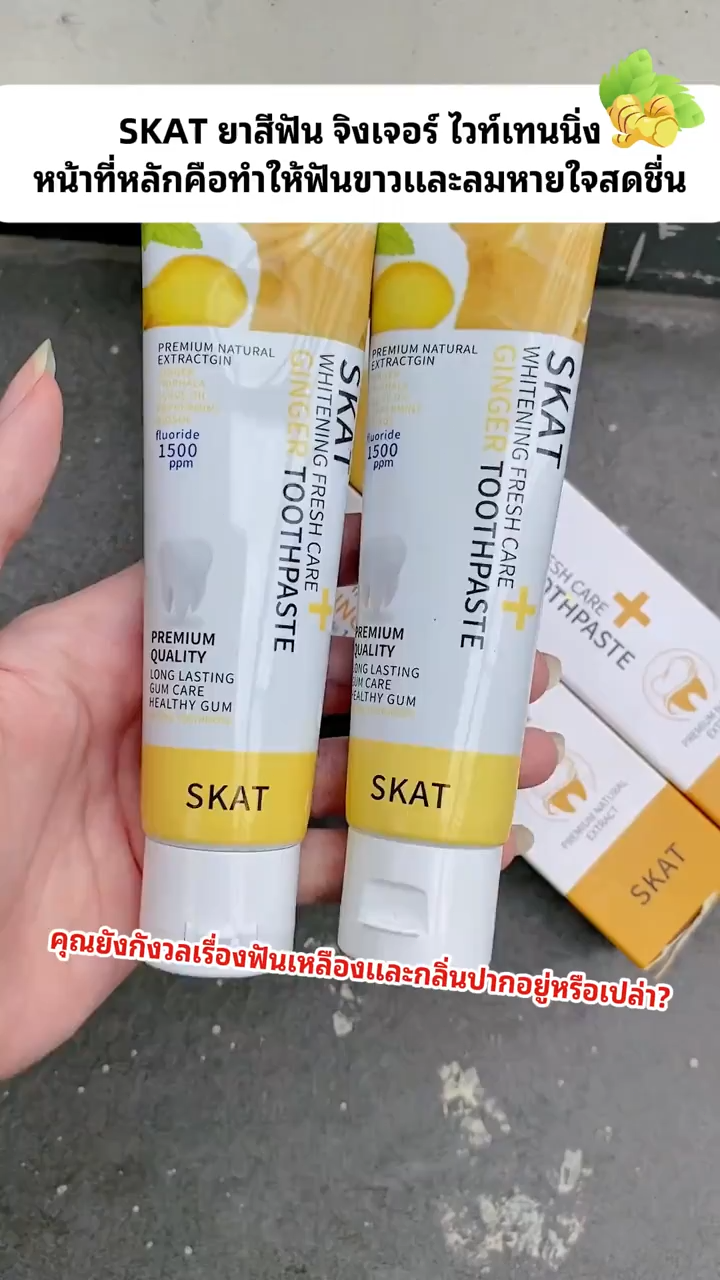 SKAT ยาสีฟัน จิงเจอร์ ไวท์เทนนิ่ง
หน้าที่หลักคือทำให้ฟันขาวและลมหายใจสดชื่น
PREMIUM NATURAL
EXTRACTGIN
fluoride
1500
ppm
SKAT
WHITENING FRESH CARE
GINGER TOOTHPASTE
PREMIUM
QUALITY
LONG LASTING
GUM CARE
HEALTHY GUM
SKAT
PREMIUM NATURAL
EXTRACTGIN
fluoride
1500
ppm
SKAT
WHITENING FRESH CARE
GINGER TOOTHPASTE
PREMIUM
QUALITY
LONG LASTING
GUM CARE
HEALTHY GUM
SKAT
ESH CARE
OTHPASTE
PREMIUM NATURAL
EXTRACT
SKAT
คุณยังกังวลเรื่องฟันเหลืองและกลิ่นปากอยู่หรือเปล่า?